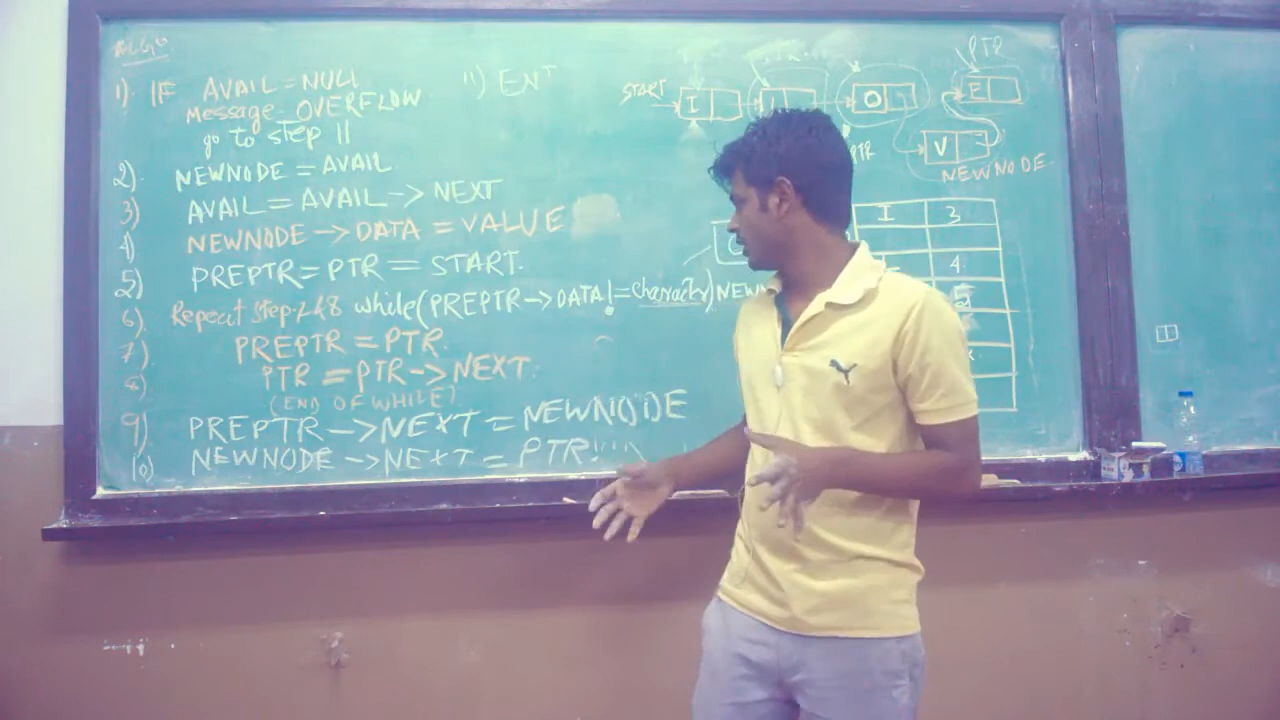 ALGO
1). IF AVAIL = NULL
Message OVERFLOW
go to step 11
2). NEWNODE = AVAIL
3) AVAIL = AVAIL -> NEXT
4) NEWNODE -> DATA = VALUE
5) PREPTR = PTR = START.
6). Repeat Step 7 & 8 while(PREPTR -> DATA != character)
7). PREPTR = PTR.
8) PTR = PTR -> NEXT.
(END OF WHILE)
9) PREPTR -> NEXT = NEWNODE
10) NEWNODE -> NEXT = PTR
11) EXIT
START
I
O
PTR
E
PTR
V
NEWNODE
I 3
4